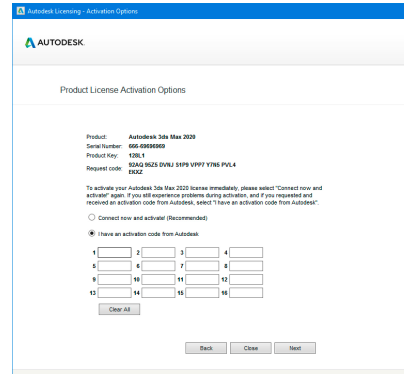 Autodesk Licensing - Activation Options
AUTODESK.
Product License Activation Options
Product: Autodesk 3ds Max 2020
Serial Number: 666-69696969
Product Key: 128L1
Request code: 92AG 95Z5 DVNJ S1P9 VPP7 Y7N5 PVL4
EKXZ
To activate your Autodesk 3ds Max 2020 license immediately, please select "Connect now and
activate!" again. If you still experience problems during activation, and if you requested and
received an activation code from Autodesk, select "I have an activation code from Autodesk".
Connect now and activate! (Recommended)
I have an activation code from Autodesk
1 2 3 4
5 6 7 8
9 10 11 12
13 14 15 16
Clear All
Back Close Next